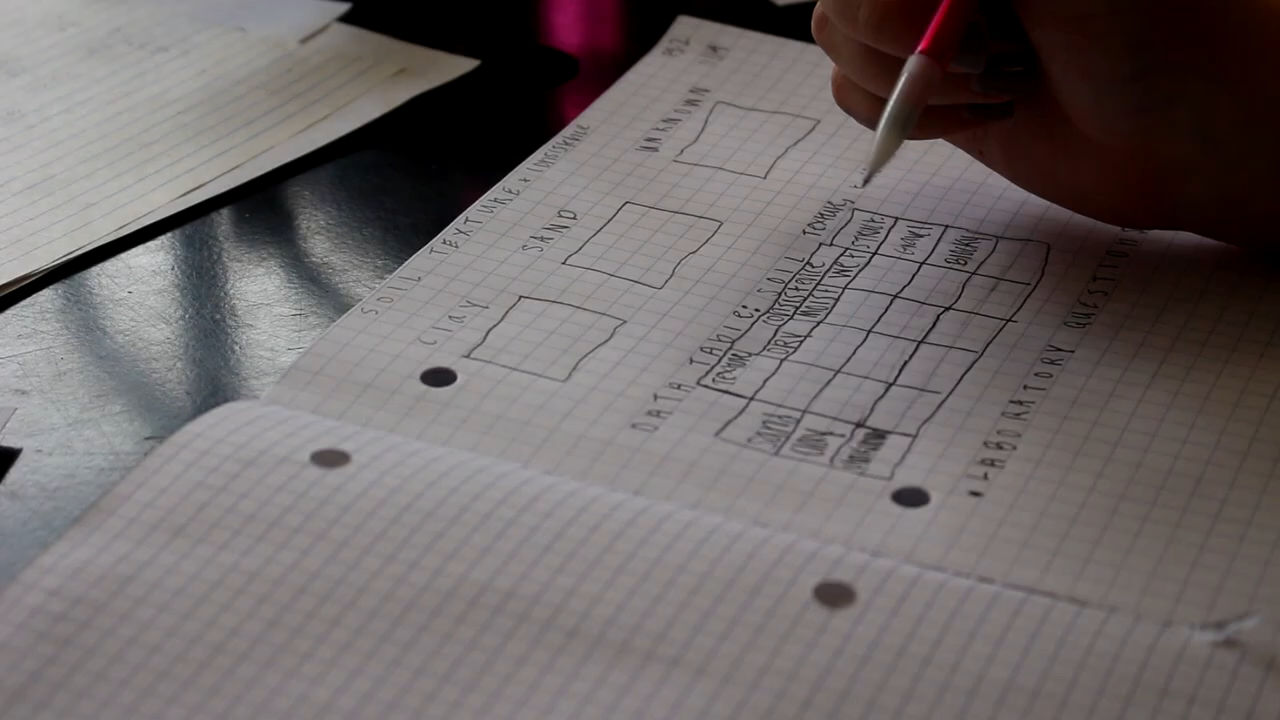 SOIL TEXTURE + CONSISTENCE
CLAY
SAND
UNKNOWN
DATA TABLE: SOIL TEXTURE
TEXTURE
CONSISTENCE
DRY MOIST WET
SAND
CLAY
UNKNOWN
• LABORATORY QUESTIONS